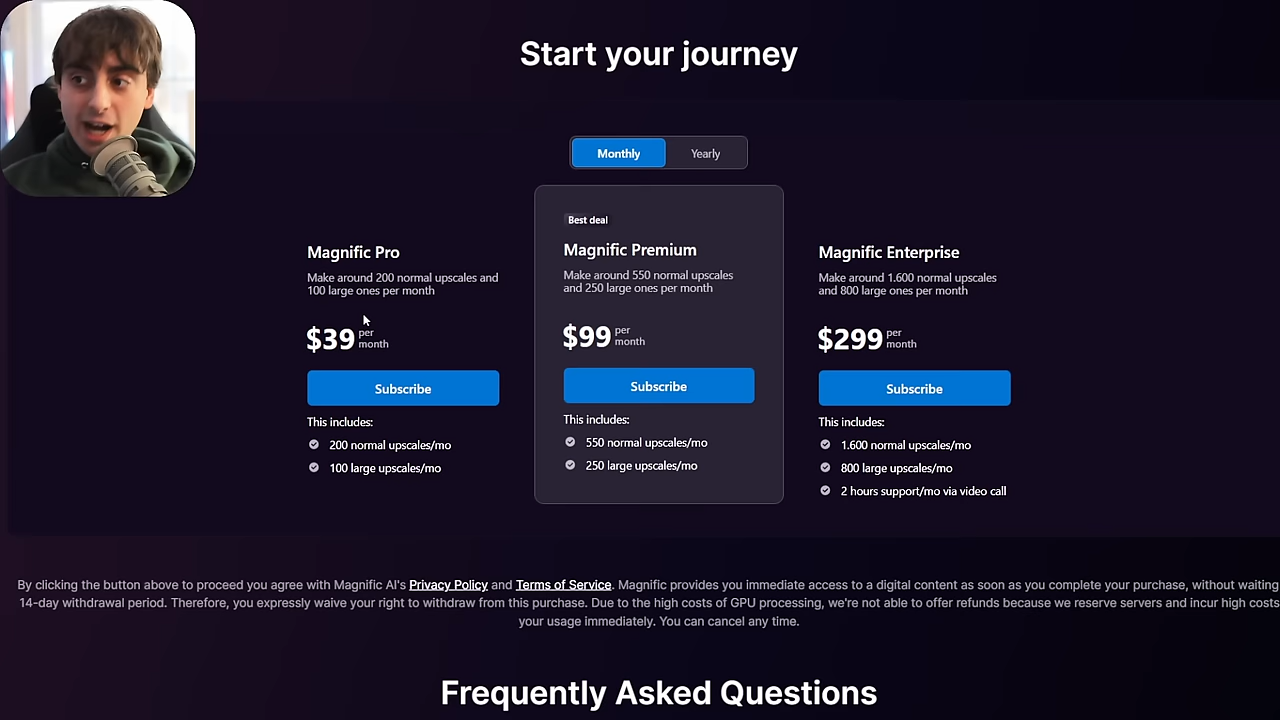 Start your journey
Monthly
Yearly
Magnific Pro
Make around 200 normal upscales and
100 large ones per month
$39 per
month
Subscribe
This includes:
200 normal upscales/mo
100 large upscales/mo
Best deal
Magnific Premium
Make around 550 normal upscales
and 250 large ones per month
$99 per
month
Subscribe
This includes:
550 normal upscales/mo
250 large upscales/mo
Magnific Enterprise
Make around 1.600 normal upscales
and 800 large ones per month
$299 per
month
Subscribe
This includes:
1.600 normal upscales/mo
800 large upscales/mo
2 hours support/mo via video call
By clicking the button above to proceed you agree with Magnific AI's Privacy Policy and Terms of Service. Magnific provides you immediate access to a digital content as soon as you complete your purchase, without waiting
14-day withdrawal period. Therefore, you expressly waive your right to withdraw from this purchase. Due to the high costs of GPU processing, we're not able to offer refunds because we reserve servers and incur high costs
your usage immediately. You can cancel any time.
Frequently Asked Questions